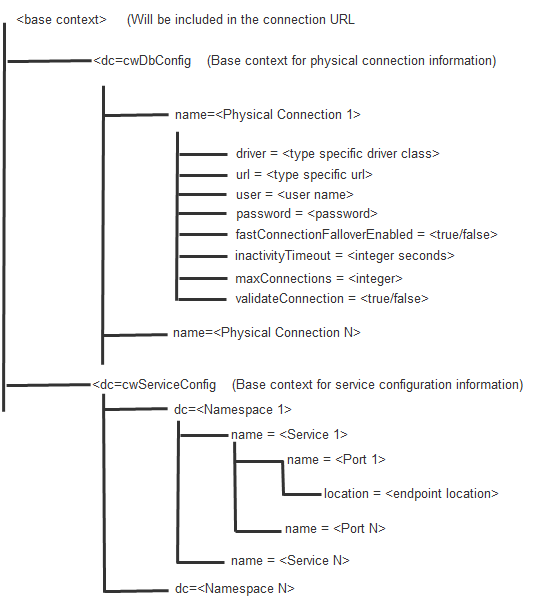 <base context> (Will be included in the connection URL
<dc=cwDbConfig (Base context for physical connection information)
name=<Physical Connection 1>
driver = <type specific driver class>
url = <type specific url>
user = <user name>
password = <password>
fastConnectionFalloverEnabled = <true/false>
inactivityTimeout = <integer seconds>
maxConnections = <integer>
validateConnection = <true/false>
name=<Physical Connection N>
<dc=cwServiceConfig (Base context for service configuration information)
dc=<Namespace 1>
name = <Service 1>
name = <Port 1>
location = <endpoint location>
name = <Port N>
name = <Service N>
dc=<Namespace N>